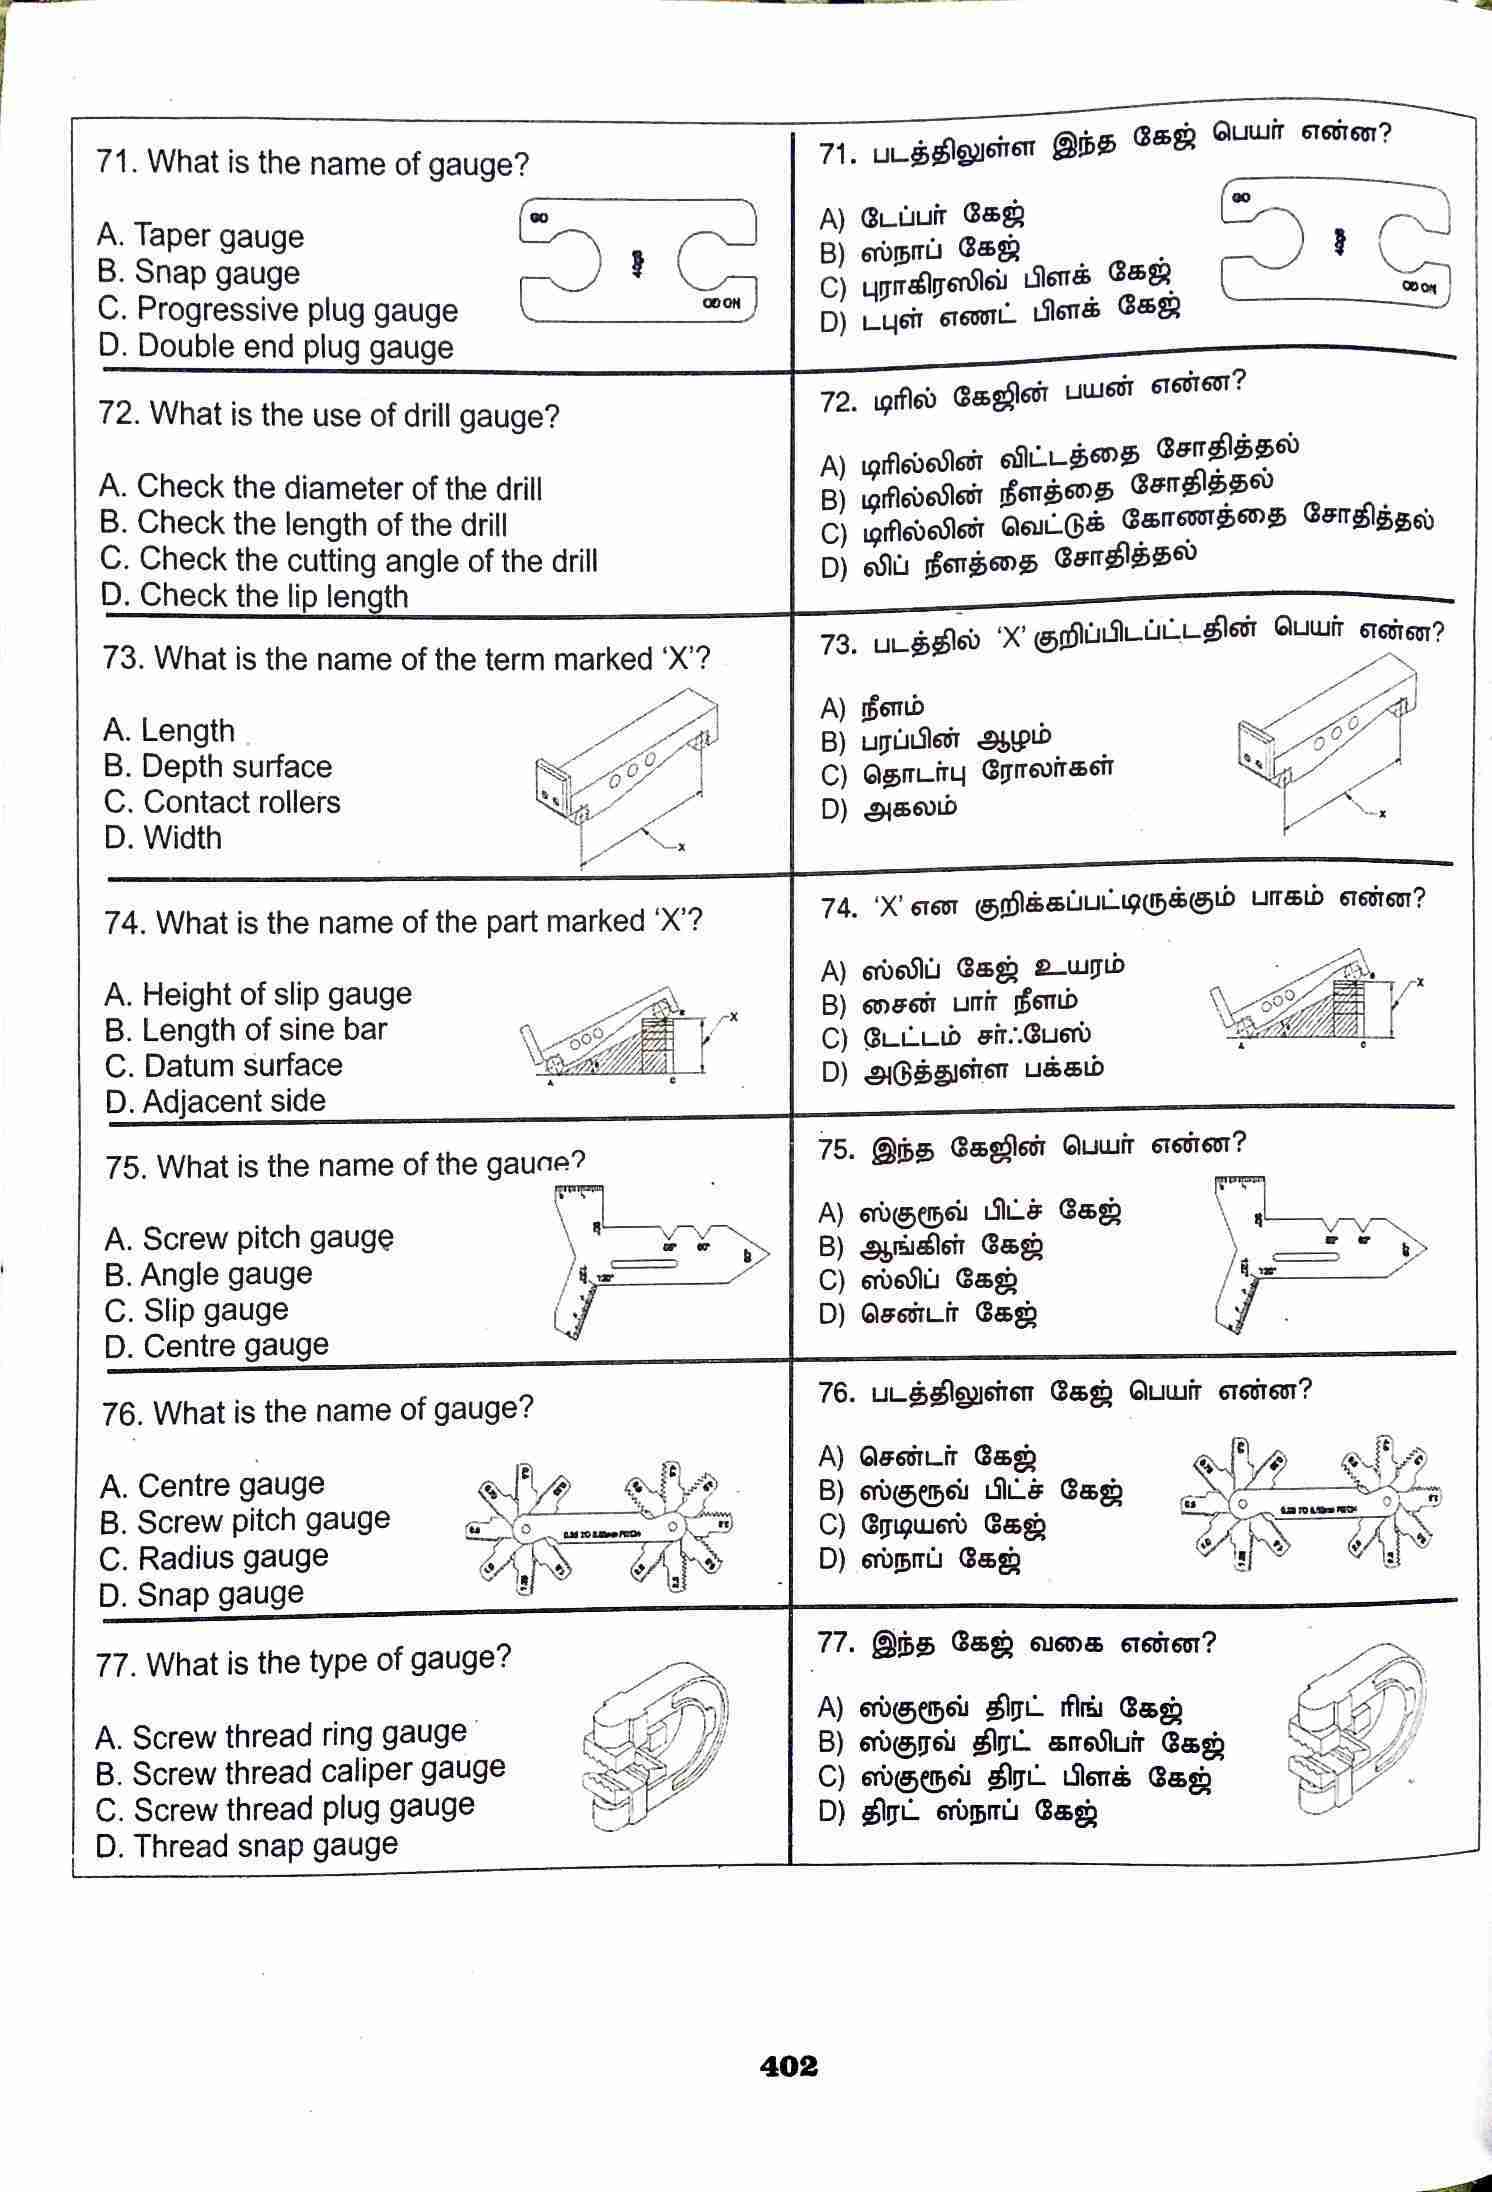 71. What is the name of gauge?
A. Taper gauge
B. Snap gauge
C. Progressive plug gauge
D. Double end plug gauge
GO
NO GO
72. What is the use of drill gauge?
A. Check the diameter of the drill
B. Check the length of the drill
C. Check the cutting angle of the drill
D. Check the lip length
73. What is the name of the term marked ‘X’?
A. Length
B. Depth surface
C. Contact rollers
D. Width
X
74. What is the name of the part marked ‘X’?
A. Height of slip gauge
B. Length of sine bar
C. Datum surface
D. Adjacent side
X
A
C
75. What is the name of the gauge?
A. Screw pitch gauge
B. Angle gauge
C. Slip gauge
D. Centre gauge
76. What is the name of gauge?
A. Centre gauge
B. Screw pitch gauge
C. Radius gauge
D. Snap gauge
77. What is the type of gauge?
A. Screw thread ring gauge
B. Screw thread caliper gauge
C. Screw thread plug gauge
D. Thread snap gauge
71. படத்திலுள்ள இந்த கேஜ் பெயர் என்ன?
A) டேப்பர் கேஜ்
B) ஸ்நாப் கேஜ்
C) புராகிரஸிவ் பிளக் கேஜ்
D) டபுள் எணட் பிளக் கேஜ்
GO
NO GO
72. டிரில் கேஜின் பயன் என்ன?
A) டிரில்லின் விட்டத்தை சோதித்தல்
B) டிரில்லின் நீளத்தை சோதித்தல்
C) டிரில்லின் வெட்டுக் கோணத்தை சோதித்தல்
D) லிப் நீளத்தை சோதித்தல்
73. படத்தில் ‘X’ குறிப்பிடப்ட்டதின் பெயர் என்ன?
A) நீளம்
B) பரப்பின் ஆழம்
C) தொடர்பு ரோலர்கள்
D) அகலம்
X
74. ‘X’ என குறிக்கப்பட்டிருக்கும் பாகம் என்ன?
A) ஸ்லிப் கேஜ் உயரம்
B) சைன் பார் நீளம்
C) டேட்டம் சர்ஃபேஸ்
D) அடுத்துள்ள பக்கம்
X
A
C
75. இந்த கேஜின் பெயர் என்ன?
A) ஸ்குரூவ் பிட்ச் கேஜ்
B) ஆங்கிள் கேஜ்
C) ஸ்லிப் கேஜ்
D) சென்டர் கேஜ்
76. படத்திலுள்ள கேஜ் பெயர் என்ன?
A) சென்டர் கேஜ்
B) ஸ்குரூவ் பிட்ச் கேஜ்
C) ரேடியஸ் கேஜ்
D) ஸ்நாப் கேஜ்
77. இந்த கேஜ் வகை என்ன?
A) ஸ்குரூவ் திரட் ரிங் கேஜ்
B) ஸ்குரவ் திரட் காலிபர் கேஜ்
C) ஸ்குரூவ் திரட் பிளக் கேஜ்
D) திரட் ஸ்நாப் கேஜ்
402